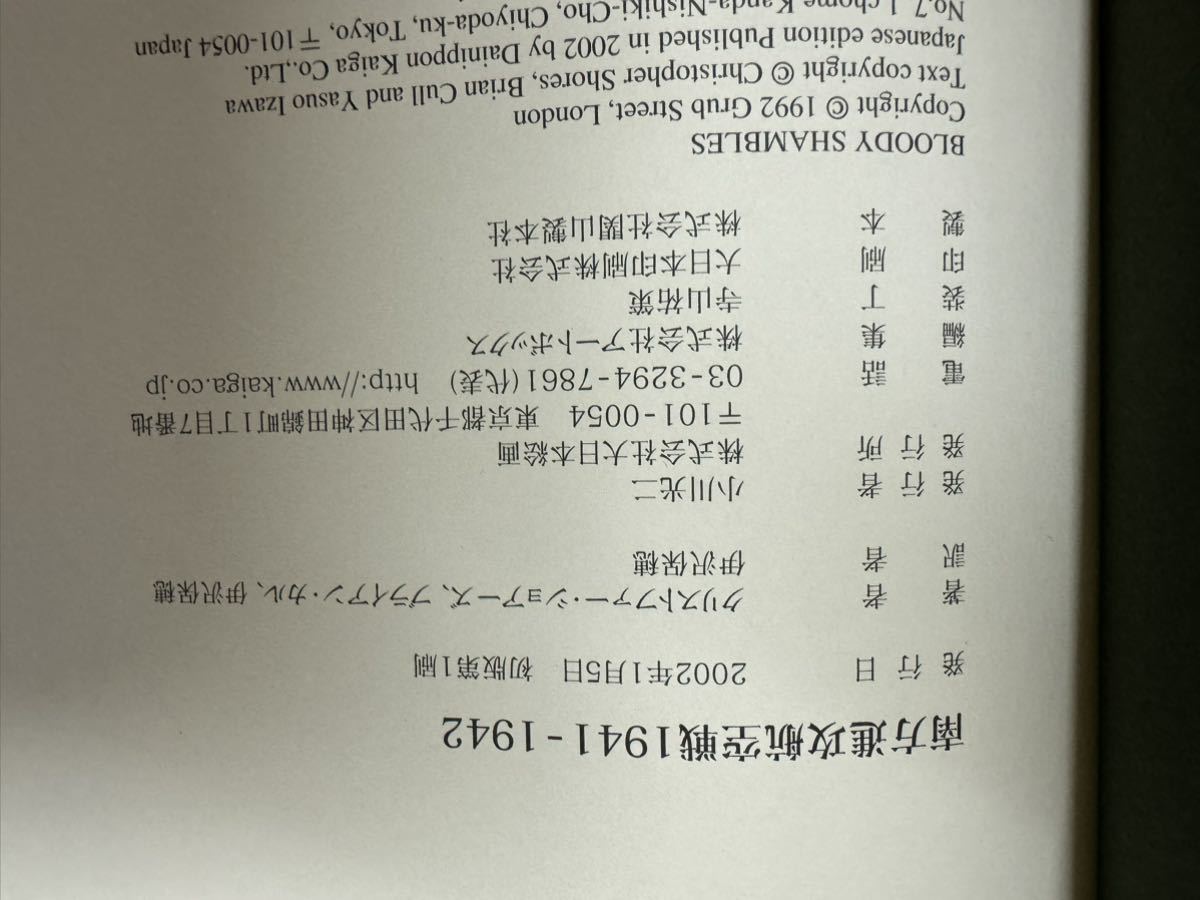 南方進攻航空戦1941-1942
発行日 2002年1月5日 初版第1刷
著者 クリストファー・ショアーズ、ブライアン・カル、伊沢保穂
訳者 伊沢保穂
発行者 小川光二
発行所 株式会社大日本絵画
〒101-0054 東京都千代田区神田錦町1丁目7番地
電話 03-3294-7861(代表) http://www.kaiga.co.jp
編集 株式会社アートボックス
装丁 寺山祐策
印刷 大日本印刷株式会社
製本 株式会社関山製本社
BLOODY SHAMBLES
Copyright © 1992 Grub Street, London
Text copyright © Christopher Shores, Brian Cull and Yasuo Izawa
Japanese edition Published in 2002 by Dainippon Kaiga Co.,Ltd.
No.7, 1 chome Kanda-Nishiki-Cho, Chiyoda-ku, Tokyo, 〒101-0054 Japan